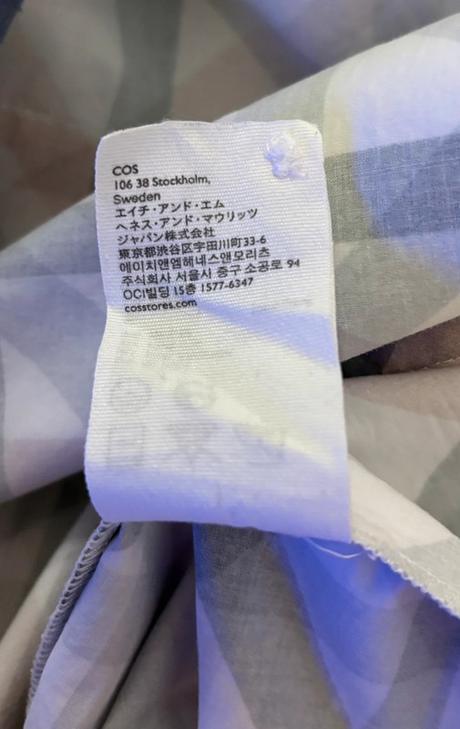 COS
106 38 Stockholm,
Sweden
エイチ・アンド・エム
ヘネス・アンド・マウリッツ
ジャパン株式会社
東京都渋谷区宇田川町33-6
에이치앤엠헤네스앤모리츠
주식회사 서울시 중구 소공로 94
OCI빌딩 15층 1577-6347
cosstores.com